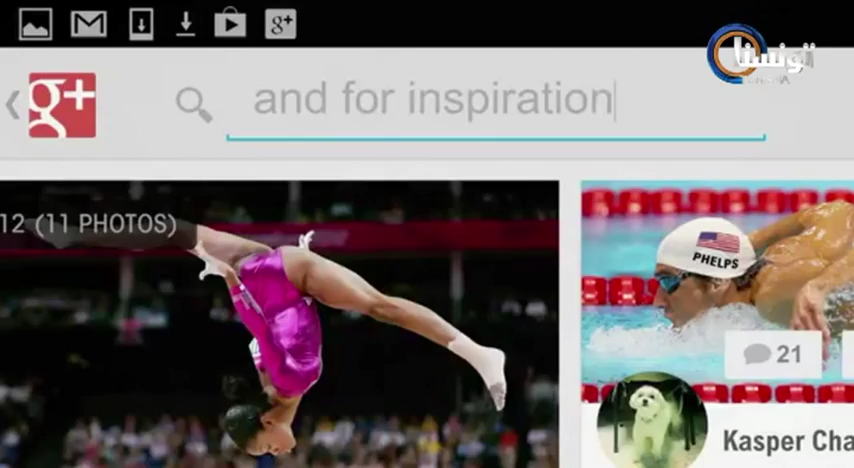 g+
تونسنا
g+
and for inspiration
12 (11 PHOTOS)
PHELPS
21
Kasper Cha